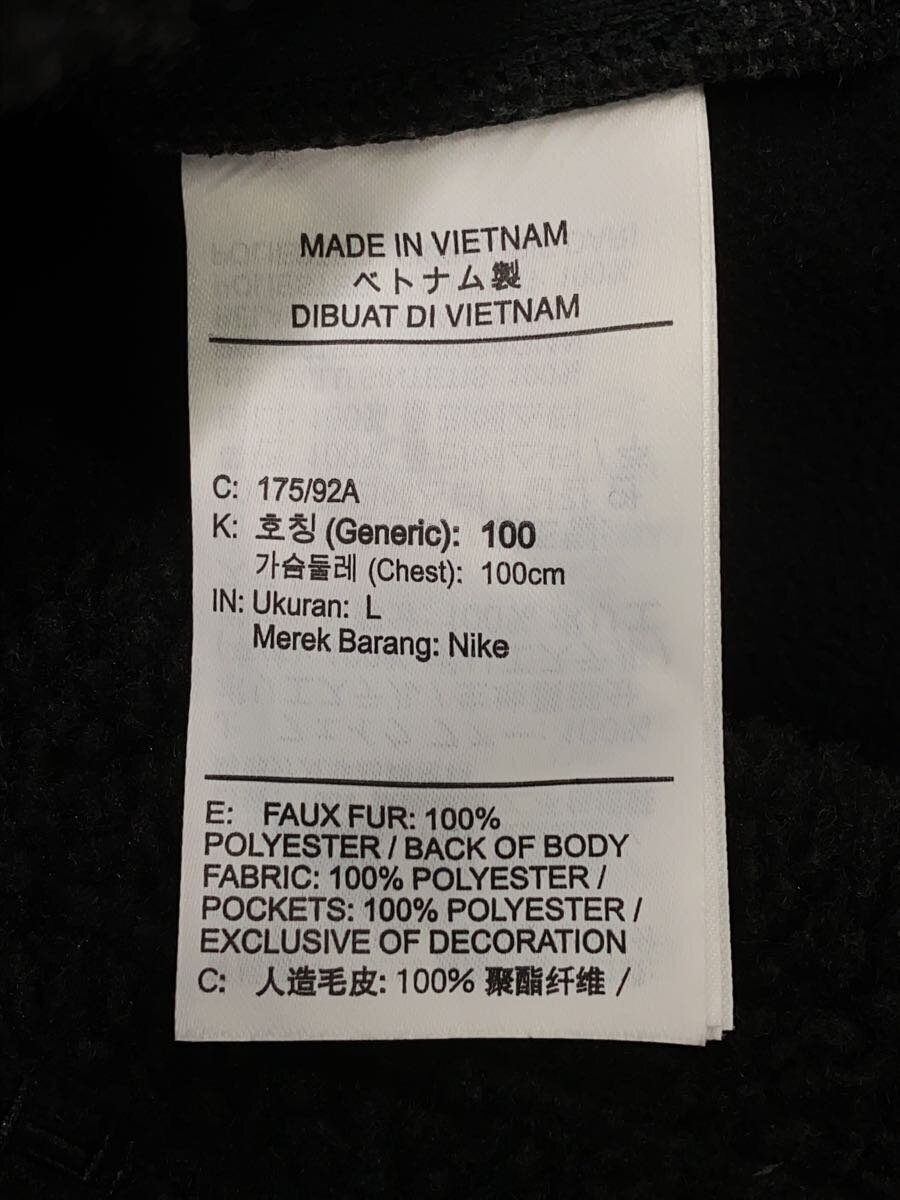 MADE IN VIETNAM
ベトナム製
DIBUAT DI VIETNAM
C: 175/92A
K: 호칭 (Generic): 100
가슴둘레 (Chest): 100cm
IN: Ukuran: L
Merek Barang: Nike
E: FAUX FUR: 100%
POLYESTER / BACK OF BODY
FABRIC: 100% POLYESTER /
POCKETS: 100% POLYESTER /
EXCLUSIVE OF DECORATION
C: 人造毛皮: 100% 聚酯纤维 /